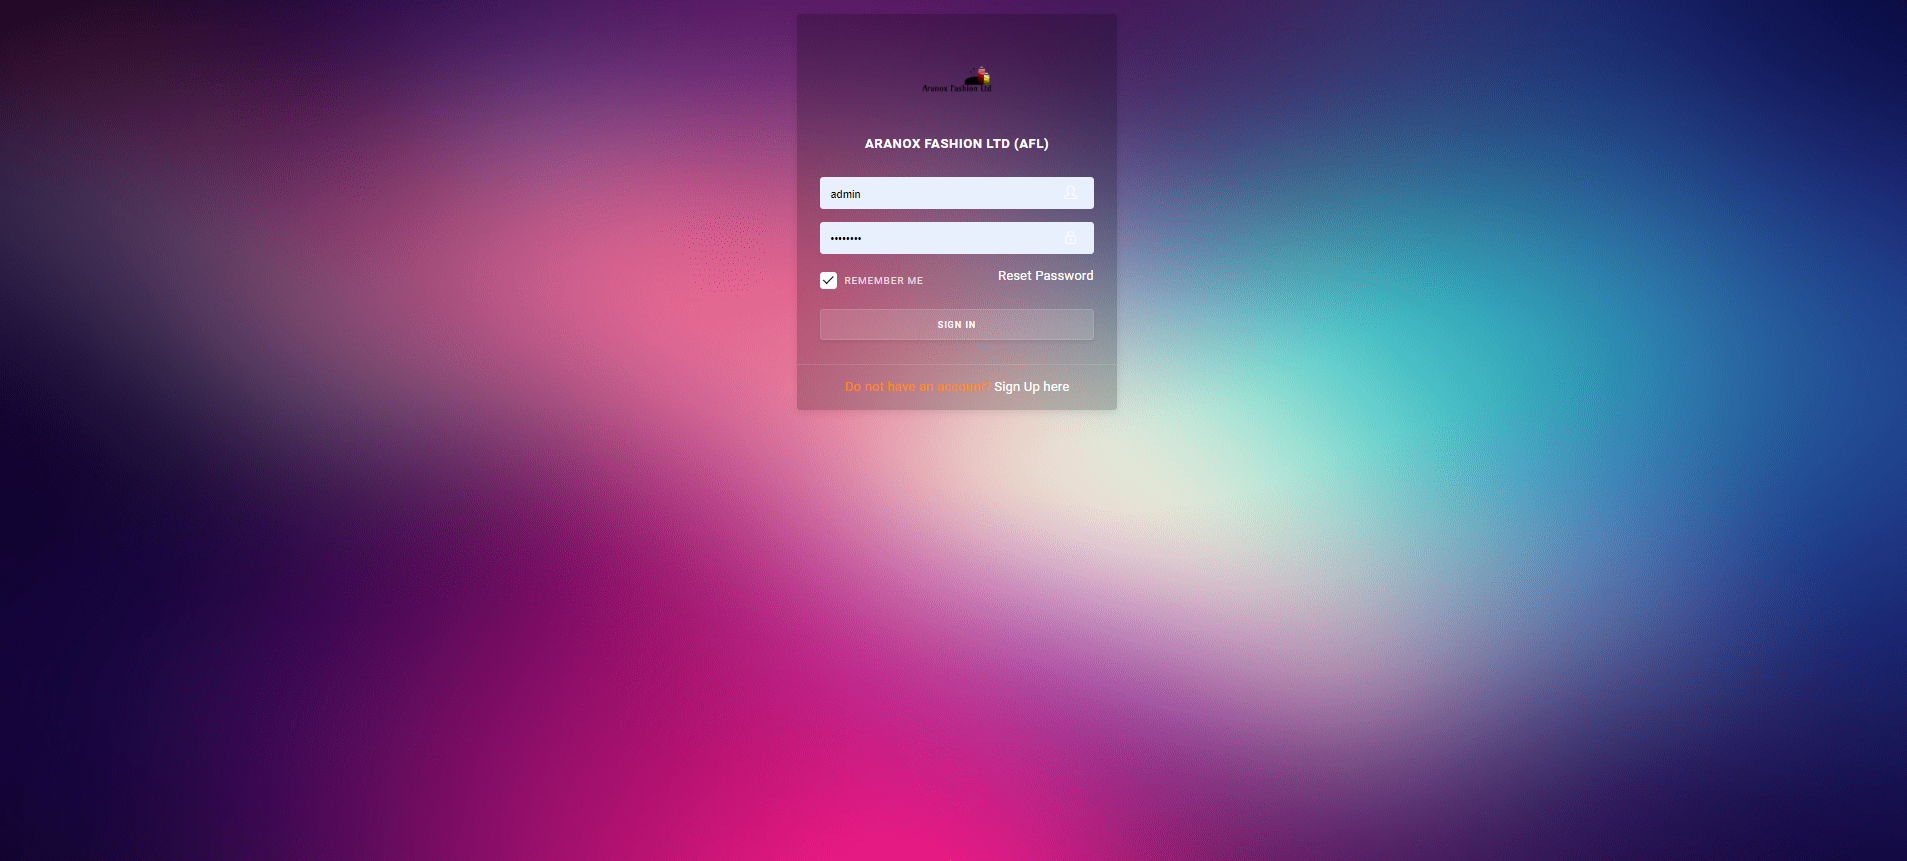 Aranox Fashion Ltd
ARANOX FASHION LTD (AFL)
admin
••••••••
REMEMBER ME
Reset Password
SIGN IN
Do not have an account? Sign Up here